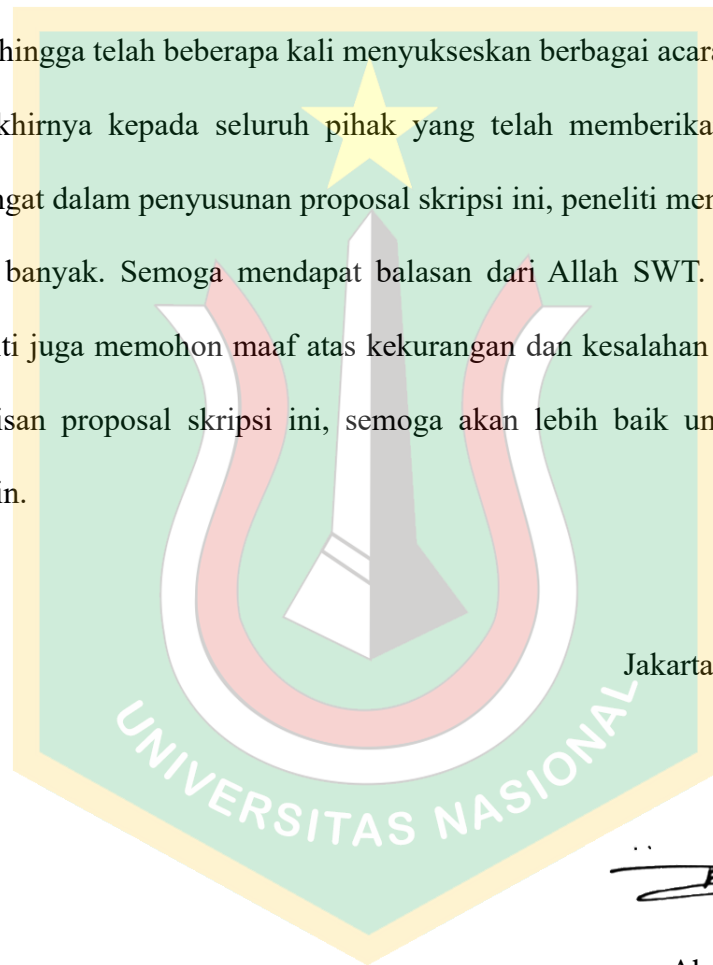 hingga telah beberapa kali menyukseskan berbagai acara
khirnya kepada seluruh pihak yang telah memberika
ngat dalam penyusunan proposal skripsi ini, peneliti mer
banyak. Semoga mendapat balasan dari Allah SWT.
ti juga memohon maaf atas kekurangan dan kesalahan
isan proposal skripsi ini, semoga akan lebih baik un
in.
Jakarta
UNIVERSITAS NASIONAL